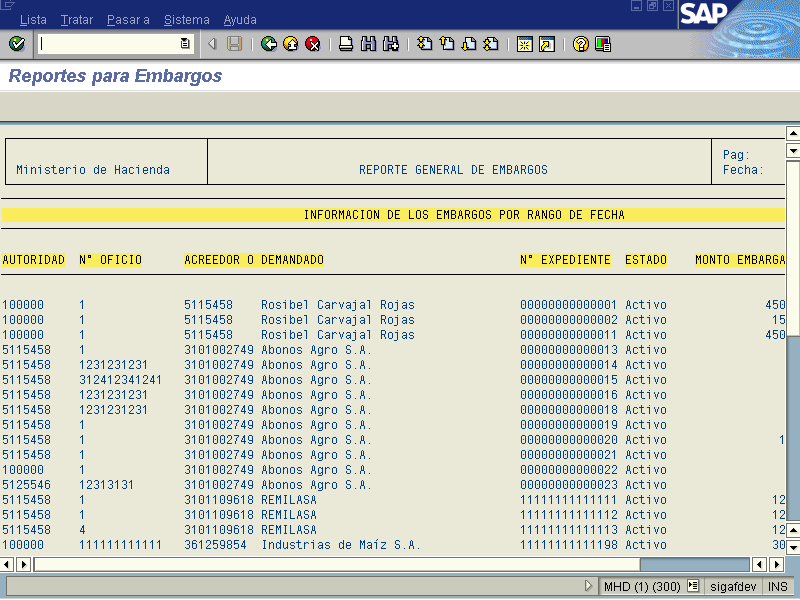 Lista Tratar Pasar a Sistema Ayuda
SAP
Reportes para Embargos
Pag:
Ministerio de Hacienda REPORTE GENERAL DE EMBARGOS Fecha:
INFORMACION DE LOS EMBARGOS POR RANGO DE FECHA
AUTORIDAD N° OFICIO ACREEDOR O DEMANDADO N° EXPEDIENTE ESTADO MONTO EMBARGA
100000 1 5115458 Rosibel Carvajal Rojas 00000000000001 Activo 450
100000 1 5115458 Rosibel Carvajal Rojas 00000000000002 Activo 15
100000 1 5115458 Rosibel Carvajal Rojas 00000000000011 Activo 450
5115458 1 3101002749 Abonos Agro S.A. 00000000000013 Activo
5115458 1231231231 3101002749 Abonos Agro S.A. 00000000000014 Activo
5115458 312412341241 3101002749 Abonos Agro S.A. 00000000000015 Activo
5115458 1231231231 3101002749 Abonos Agro S.A. 00000000000016 Activo
5115458 1231231231 3101002749 Abonos Agro S.A. 00000000000018 Activo
5115458 1 3101002749 Abonos Agro S.A. 00000000000019 Activo
5115458 1 3101002749 Abonos Agro S.A. 00000000000020 Activo 1
5115458 1 3101002749 Abonos Agro S.A. 00000000000021 Activo
100000 1 3101002749 Abonos Agro S.A. 00000000000022 Activo
5125546 12313131 3101002749 Abonos Agro S.A. 00000000000023 Activo
5115458 1 3101109618 REMILASA 11111111111111 Activo 12
5115458 1 3101109618 REMILASA 11111111111112 Activo 12
5115458 4 3101109618 REMILASA 11111111111113 Activo 12
100000 111111111111 361259854 Industrias de Maíz S.A. 11111111111198 Activo 30
MHD (1) (300) sigafdev INS